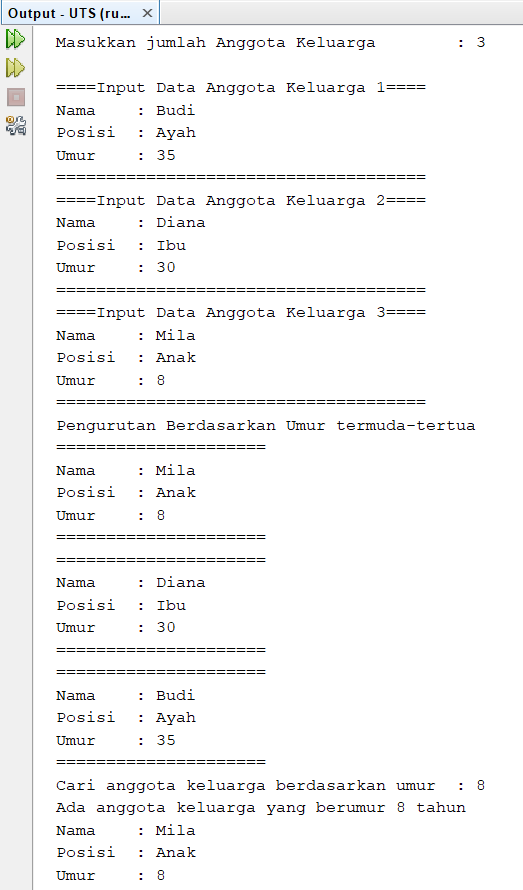 Output - UTS (ru...
Masukkan jumlah Anggota Keluarga        : 3
====Input Data Anggota Keluarga 1====
Nama    : Budi
Posisi  : Ayah
Umur    : 35
=====================================
====Input Data Anggota Keluarga 2====
Nama    : Diana
Posisi  : Ibu
Umur    : 30
=====================================
====Input Data Anggota Keluarga 3====
Nama    : Mila
Posisi  : Anak
Umur    : 8
=====================================
Pengurutan Berdasarkan Umur termuda-tertua
=====================
Nama    : Mila
Posisi  : Anak
Umur    : 8
=====================
=====================
Nama    : Diana
Posisi  : Ibu
Umur    : 30
=====================
=====================
Nama    : Budi
Posisi  : Ayah
Umur    : 35
=====================
Cari anggota keluarga berdasarkan umur  : 8
Ada anggota keluarga yang berumur 8 tahun
Nama    : Mila
Posisi  : Anak
Umur    : 8